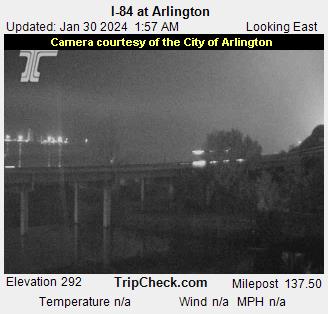 I-84 at Arlington
Updated: Jan 30 2024 1:57 AM Looking East
Camera courtesy of the City of Arlington
Elevation 292 TripCheck.com Milepost 137.50
Temperature n/a Wind n/a MPH n/a